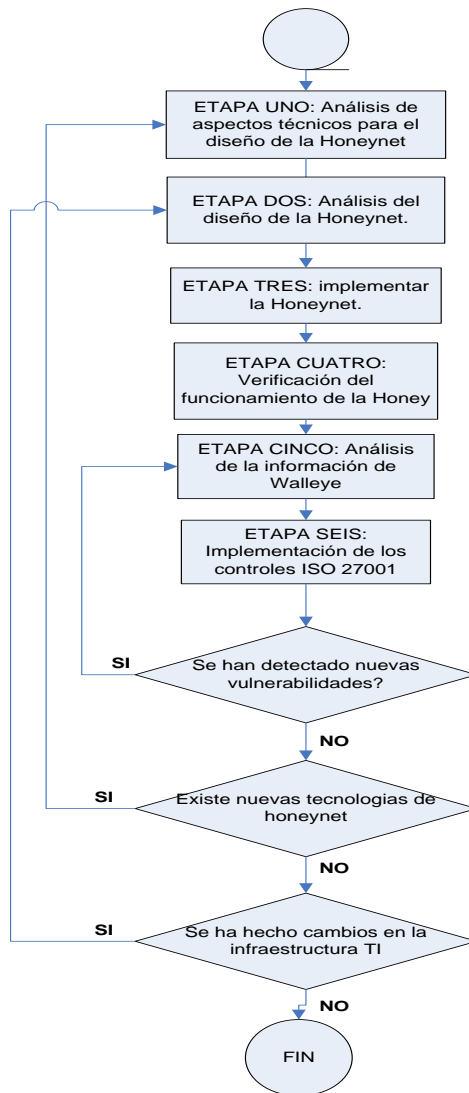 ETAPA UNO: Análisis de
aspectos técnicos para el
diseño de la Honeynet
ETAPA DOS: Análisis del
diseño de la Honeynet.
ETAPA TRES: implementar
la Honeynet.
ETAPA CUATRO:
Verificación del
funcionamiento de la Honey
ETAPA CINCO: Análisis
de la información de
Walleye
ETAPA SEIS:
Implementación de los
controles ISO 27001
SI
Se han detectado nuevas
vulnerabilidades?
NO
SI
Existe nuevas tecnologias de
honeynet
NO
SI
Se ha hecho cambios en la
infraestructura TI
NO
FIN